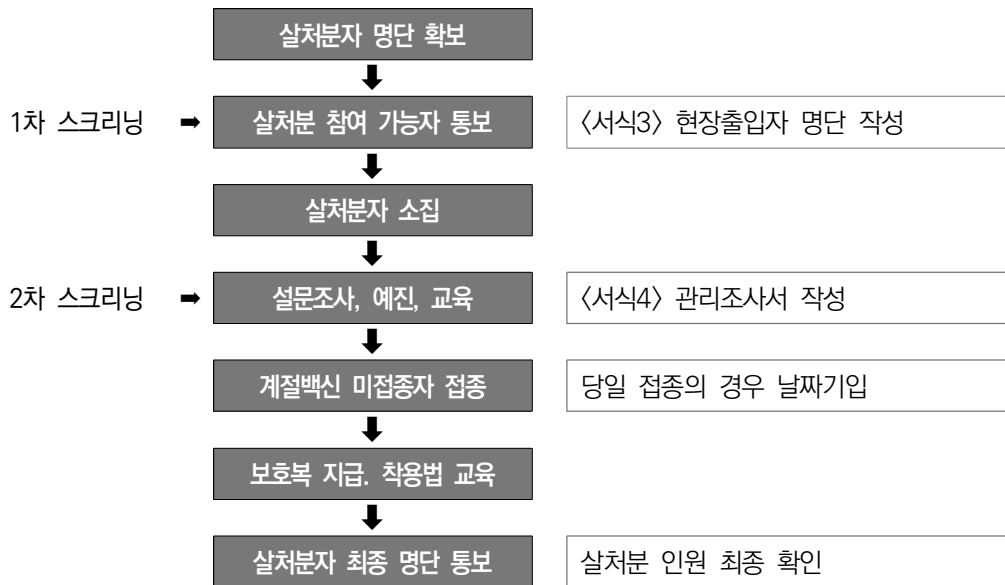 살처분자 명단 확보
1차 스크리닝 ➡ 살처분 참여 가능자 통보 〈서식3〉 현장출입자 명단 작성
살처분자 소집
2차 스크리닝 ➡ 설문조사, 예진, 교육 〈서식4〉 관리조사서 작성
계절백신 미접종자 접종 당일 접종의 경우 날짜기입
보호복 지급. 착용법 교육
살처분자 최종 명단 통보 살처분 인원 최종 확인